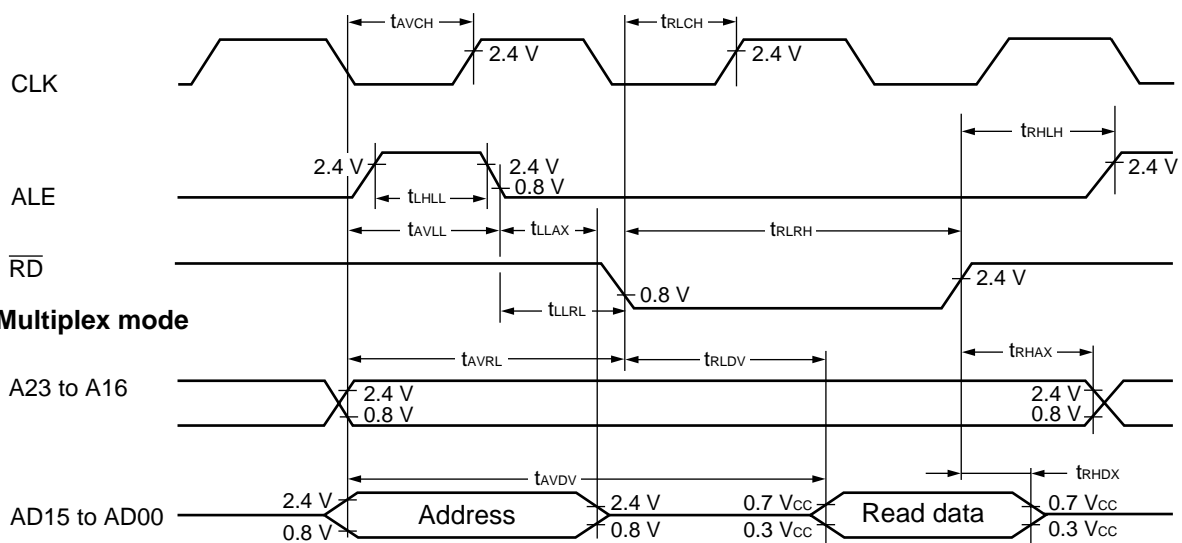 tAVCH
tRLCH
2.4 V
2.4 V
CLK
tRHLH
2.4 V
2.4 V
2.4 V
0.8 V
ALE
tLHLL
tAVLL
tLLAX
tRLRH
RD
2.4 V
0.8 V
tLLRL
Multiplex mode
tAVRL
tRLDV
tRHAX
A23 to A16
2.4 V
0.8 V
2.4 V
0.8 V
tAVDV
tRHDX
AD15 to AD00
2.4 V
0.8 V
Address
2.4 V
0.8 V
0.7 VCC
0.3 VCC
Read data
0.7 VCC
0.3 VCC